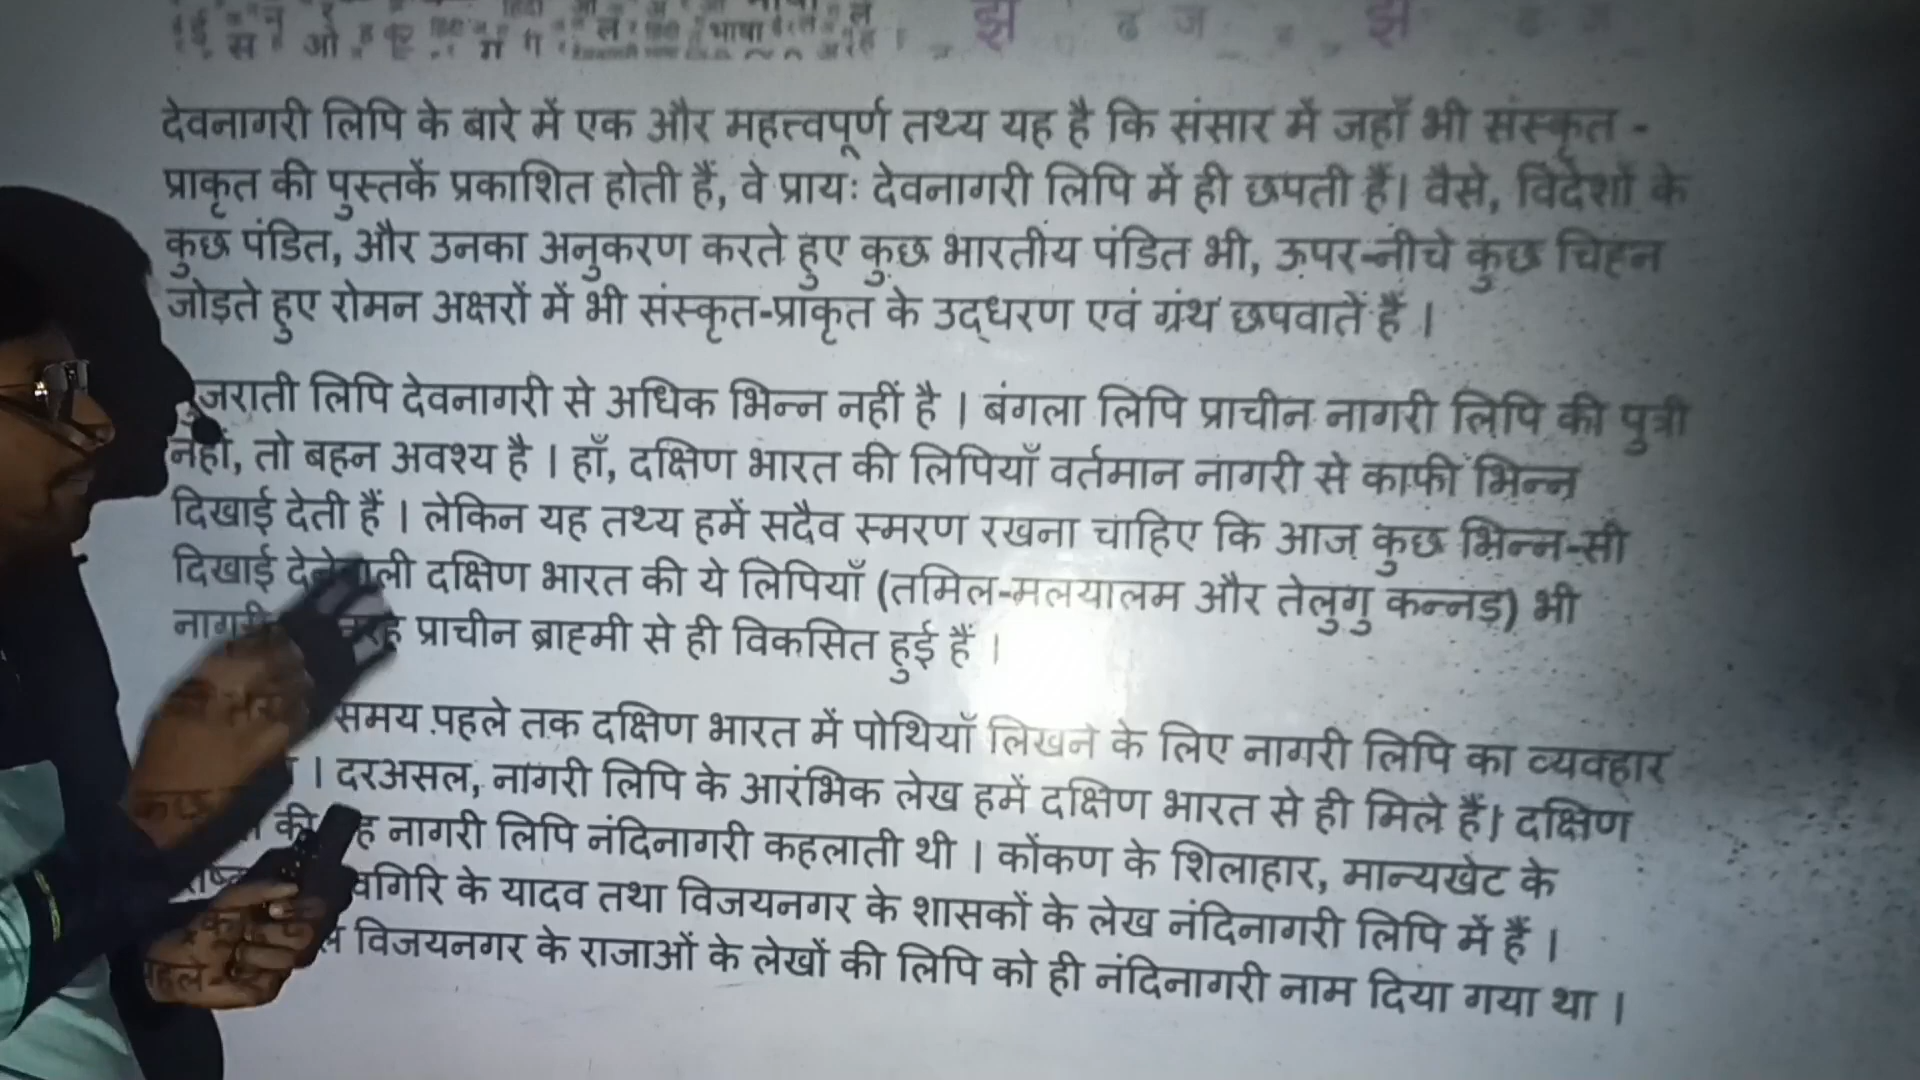 देवनागरी लिपि के बारे में एक और महत्त्वपूर्ण तथ्य यह है कि संसार में जहाँ भी संस्कृत -
प्राकृत की पुस्तकें प्रकाशित होती हैं, वे प्रायः देवनागरी लिपि में ही छपती हैं। वैसे, विदेशों के
कुछ पंडित, और उनका अनुकरण करते हुए कुछ भारतीय पंडित भी, ऊपर-नीचे कुछ चिह्न
जोड़ते हुए रोमन अक्षरों में भी संस्कृत-प्राकृत के उद्धरण एवं ग्रंथ छपवाते हैं ।
जराती लिपि देवनागरी से अधिक भिन्न नहीं है । बंगला लिपि प्राचीन नागरी लिपि की पुत्री
नहीं, तो बहन अवश्य है । हाँ, दक्षिण भारत की लिपियाँ वर्तमान नागरी से काफी भिन्न
दिखाई देती हैं । लेकिन यह तथ्य हमें सदैव स्मरण रखना चाहिए कि आज कुछ भिन्न-सी
दिखाई देनेवाली दक्षिण भारत की ये लिपियाँ (तमिल-मलयालम और तेलुगु कन्नड़) भी
प्राचीन ब्राह्मी से ही विकसित हुई हैं ।
समय पहले तक दक्षिण भारत में पोथियाँ लिखने के लिए नागरी लिपि का व्यवहार
। दरअसल, नागरी लिपि के आरंभिक लेख हमें दक्षिण भारत से ही मिले हैं। दक्षिण
की नागरी लिपि नंदिनागरी कहलाती थी । कोंकण के शिलाहार, मान्यखेट के
वगिरि के यादव तथा विजयनगर के शासकों के लेख नंदिनागरी लिपि में हैं ।
विजयनगर के राजाओं के लेखों की लिपि को ही नंदिनागरी नाम दिया गया था ।